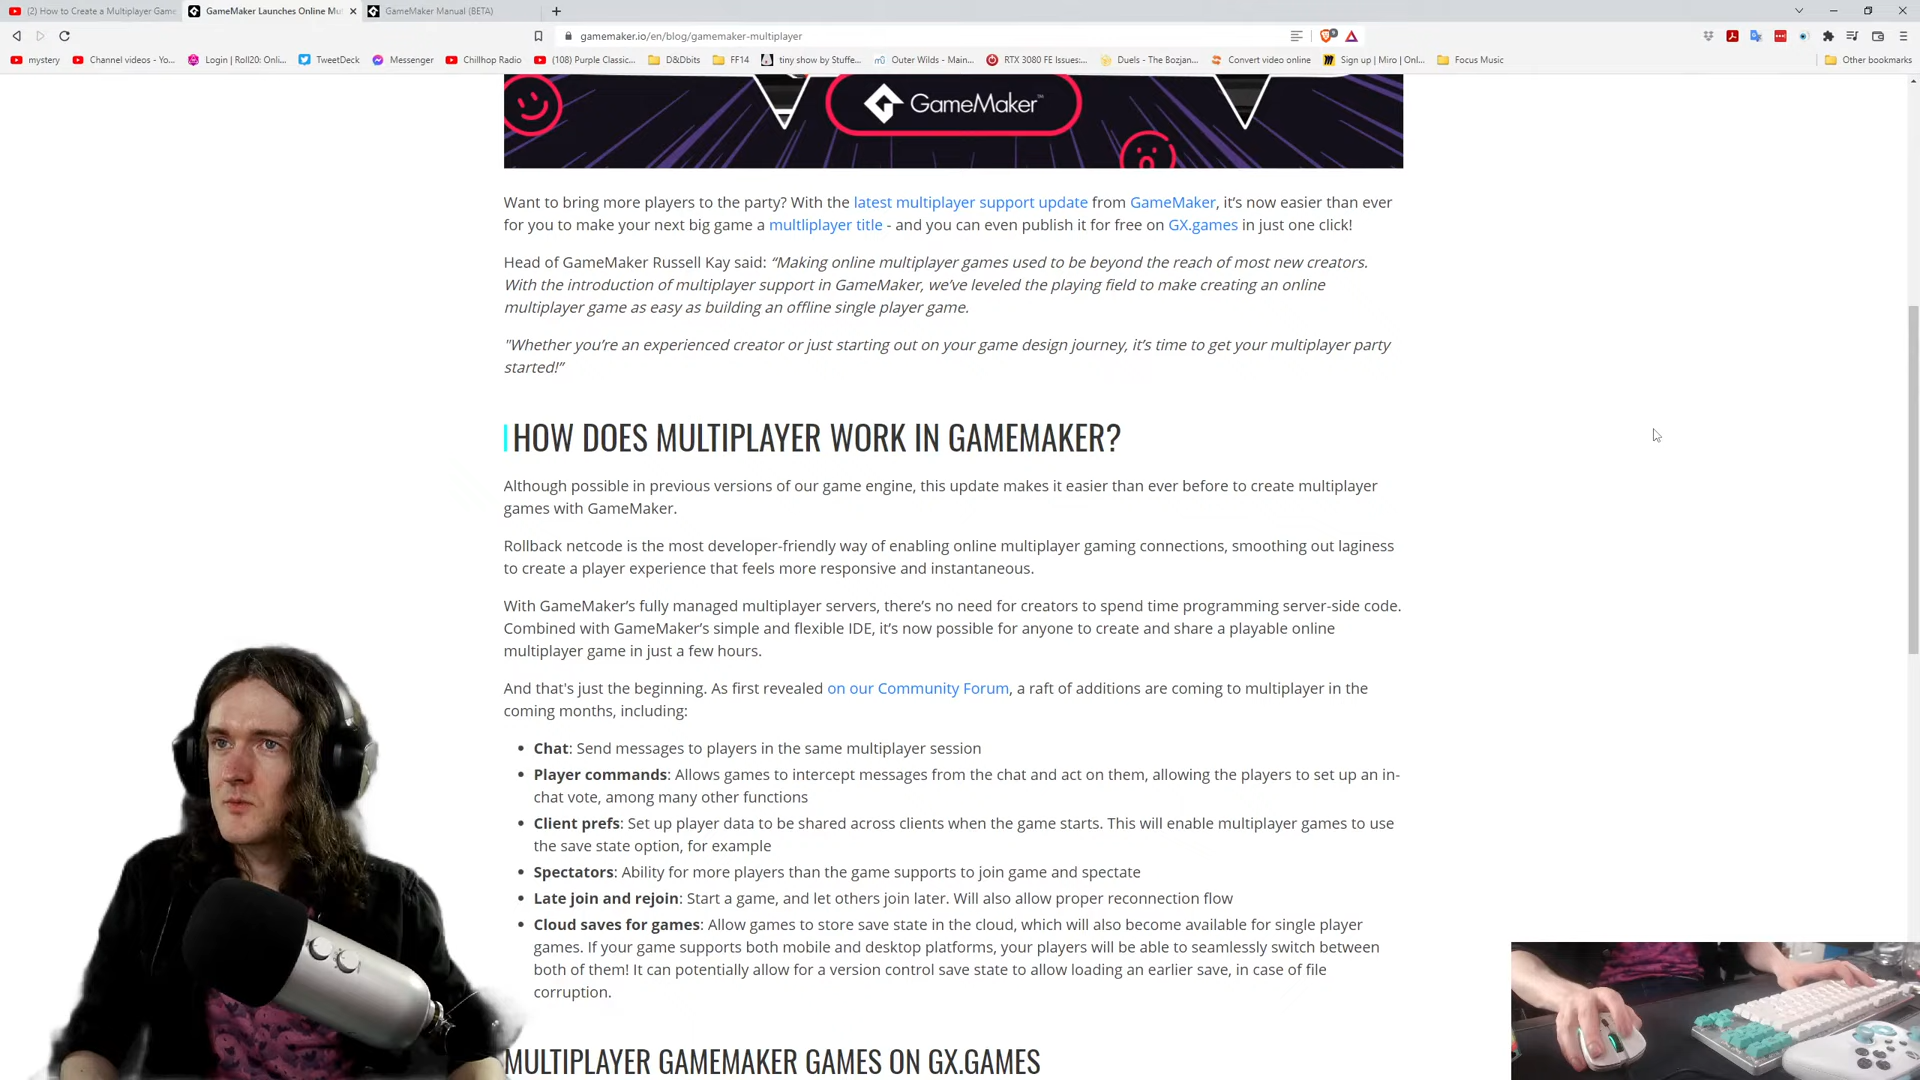 (2) How to Create a Multiplayer Game
GameMaker Launches Online Mu
GameMaker Manual (BETA)
gamemaker.io/en/blog/gamemaker-multiplayer
mystery
Channel videos - Yo...
Login | Roll20: Onli...
TweetDeck
Messenger
Chillhop Radio
(108) Purple Classic...
D&Dbits
FF14
tiny show by Stuffe...
Outer Wilds - Main...
RTX 3080 FE Issues:...
Duels - The Bozjan...
Convert video online
Sign up | Miro | Onl...
Focus Music
Other bookmarks
GameMaker™
Want to bring more players to the party? With the latest multiplayer support update from GameMaker, it's now easier than ever
for you to make your next big game a multliplayer title - and you can even publish it for free on GX.games in just one click!
Head of GameMaker Russell Kay said: “Making online multiplayer games used to be beyond the reach of most new creators.
With the introduction of multiplayer support in GameMaker, we've leveled the playing field to make creating an online
multiplayer game as easy as building an offline single player game.
"Whether you're an experienced creator or just starting out on your game design journey, it's time to get your multiplayer party
started!”
HOW DOES MULTIPLAYER WORK IN GAMEMAKER?
Although possible in previous versions of our game engine, this update makes it easier than ever before to create multiplayer
games with GameMaker.
Rollback netcode is the most developer-friendly way of enabling online multiplayer gaming connections, smoothing out laginess
to create a player experience that feels more responsive and instantaneous.
With GameMaker's fully managed multiplayer servers, there's no need for creators to spend time programming server-side code.
Combined with GameMaker's simple and flexible IDE, it's now possible for anyone to create and share a playable online
multiplayer game in just a few hours.
And that's just the beginning. As first revealed on our Community Forum, a raft of additions are coming to multiplayer in the
coming months, including:
• Chat: Send messages to players in the same multiplayer session
• Player commands: Allows games to intercept messages from the chat and act on them, allowing the players to set up an in-
chat vote, among many other functions
• Client prefs: Set up player data to be shared across clients when the game starts. This will enable multiplayer games to use
the save state option, for example
• Spectators: Ability for more players than the game supports to join game and spectate
• Late join and rejoin: Start a game, and let others join later. Will also allow proper reconnection flow
• Cloud saves for games: Allow games to store save state in the cloud, which will also become available for single player
games. If your game supports both mobile and desktop platforms, your players will be able to seamlessly switch between
both of them! It can potentially allow for a version control save state to allow loading an earlier save, in case of file
corruption.
MULTIPLAYER GAMEMAKER GAMES ON GX.GAMES